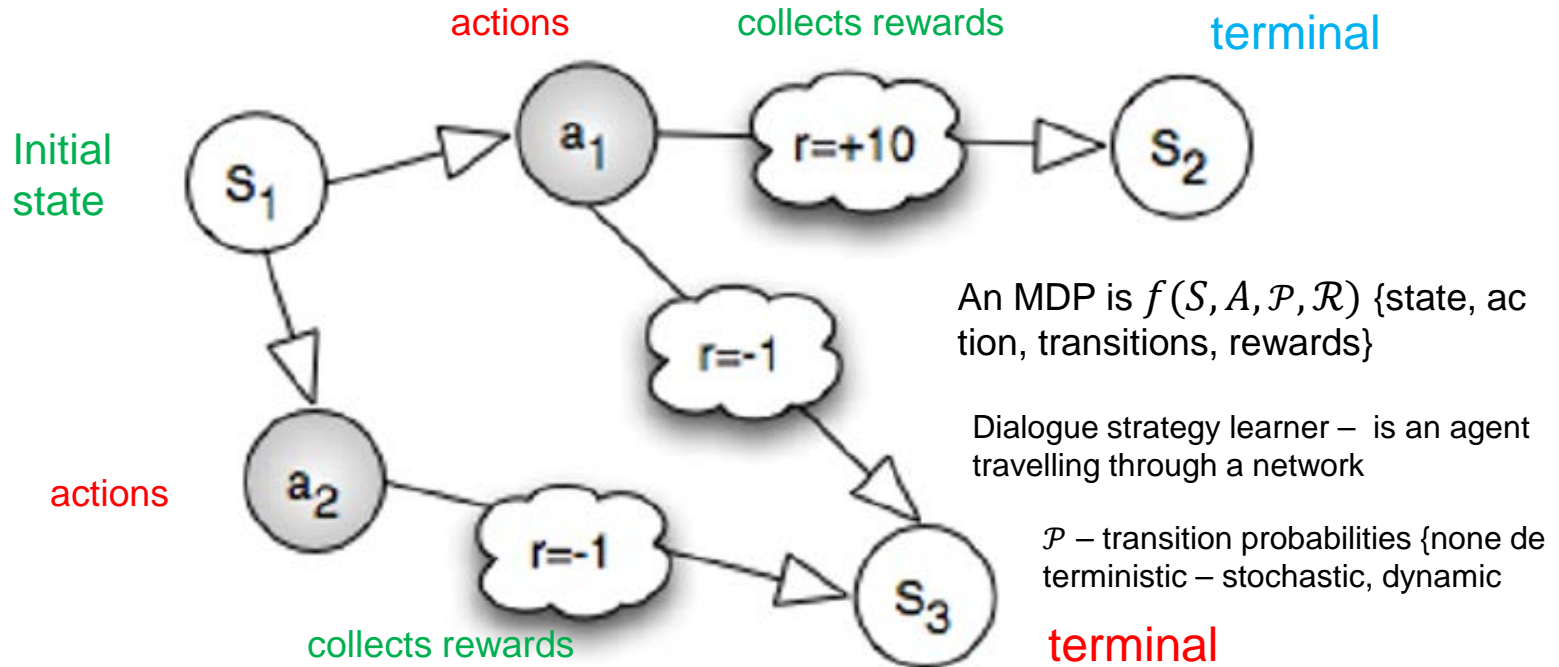 actions
collects rewards
terminal
Initial
state
S1
a1
r=+10
S2
r=-1
An MDP is 𝑓(𝑆, 𝐴, 𝒫, ℛ) {state, ac
tion, transitions, rewards}
Dialogue strategy learner – is an agent
travelling through a network
actions
a2
r=-1
𝒫 – transition probabilities {none de
terministic – stochastic, dynamic
S3
collects rewards
terminal